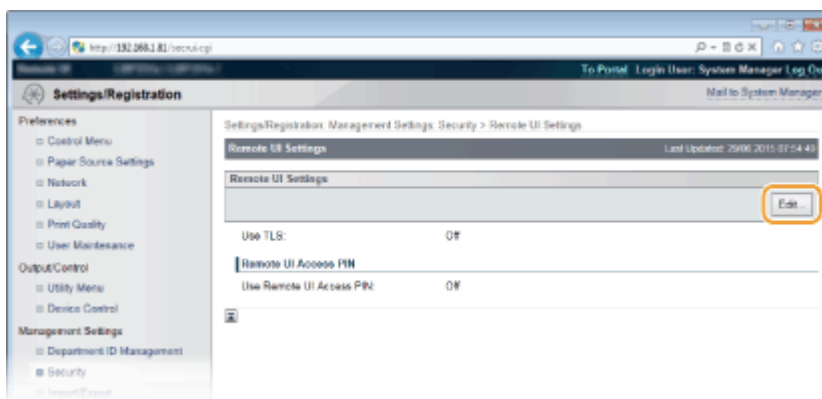 http://192.168.1.81/
To Portal Login User: System Manager Log Ou
Settings/Registration
Mail to System Manager
Preferences
Control Menu
Paper Source Settings
Network
Layout
Print Quality
User Maintenance
Output/Control
Utility Menu
Device Control
Management Settings
Department ID Management
Security
Import/Export
Settings/Registration: Management Settings: Security > Remote UI Settings
Remote UI Settings
Last Updated: 29/06 2015 07:54:49
Remote UI Settings
Edit...
Use TLS: Off
Remote UI Access PIN
Use Remote UI Access PIN: Off